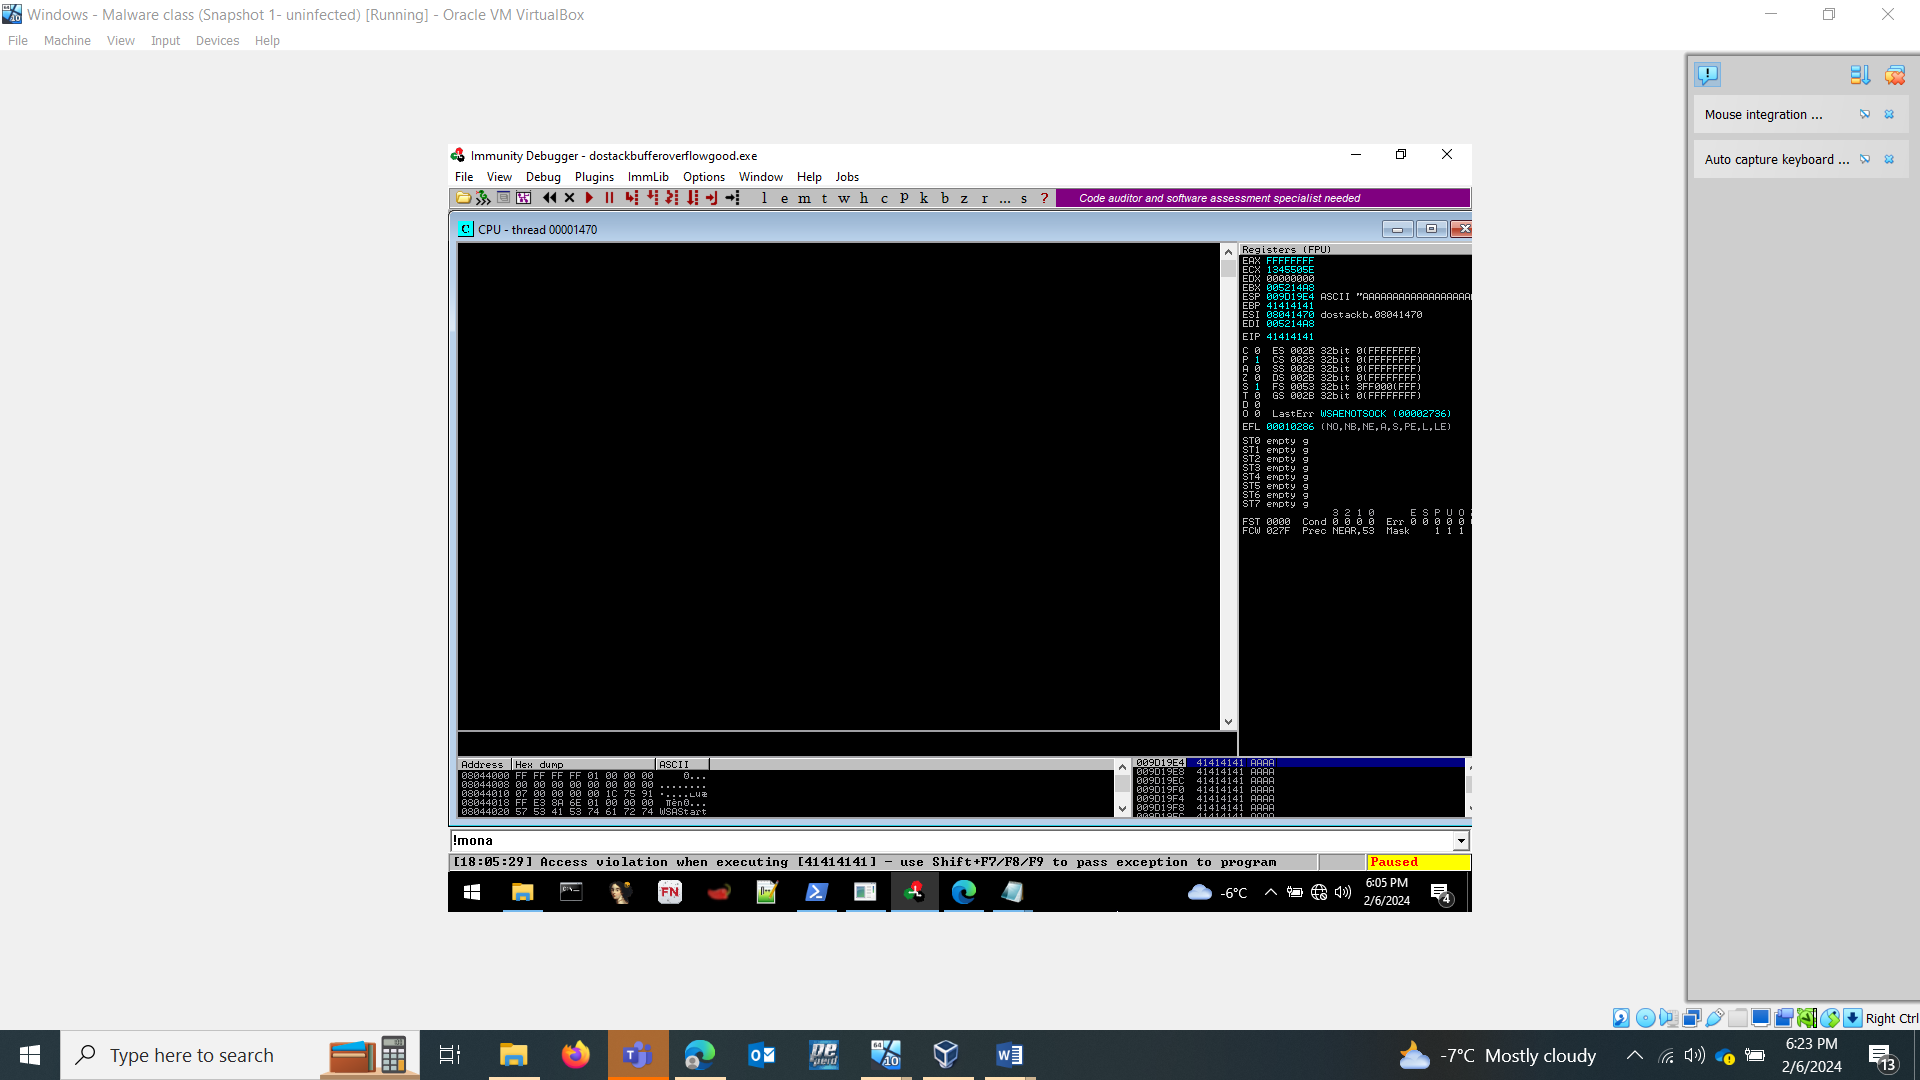 Windows - Malware class (Snapshot 1- uninfected) [Running] - Oracle VM VirtualBox
File Machine View Input Devices Help
Mouse integration ...
Auto capture keyboard ...
Immunity Debugger - dostackbufferoverflowgood.exe
File View Debug Plugins ImmLib Options Window Help Jobs
l e m t w h c P k b z r ... s ?
Code auditor and software assessment specialist needed
CPU - thread 00001470
Registers (FPU)
EAX FFFFFFFF
ECX 1345505E
EDX 00000000
EBX 005214A8
ESP 009D19E4 ASCII "AAAAAAAAAAAAAAAAAA
EBP 41414141
ESI 08041470 dostackb.08041470
EDI 005214A8
EIP 41414141
C 0 ES 002B 32bit 0(FFFFFFFF)
P 1 CS 0023 32bit 0(FFFFFFFF)
A 0 SS 002B 32bit 0(FFFFFFFF)
Z 0 DS 002B 32bit 0(FFFFFFFF)
S 1 FS 0053 32bit 3FF000(FFF)
T 0 GS 002B 32bit 0(FFFFFFFF)
D 0
O 0 LastErr WSAENOTSOCK (00002736)
EFL 00010286 (NO,NB,NE,A,S,PE,L,LE)
ST0 empty g
ST1 empty g
ST2 empty g
ST3 empty g
ST4 empty g
ST5 empty g
ST6 empty g
ST7 empty g
3 2 1 0 E S P U O
FST 0000 Cond 0 0 0 0 Err 0 0 0 0 0
FCW 027F Prec NEAR,53 Mask 1 1 1
Address Hex dump ASCII
08044000 FF FF FF FF 01 00 00 00
08044008 00 00 00 00 00 00 00 00 ........
08044010 07 00 00 00 00 1C 75 91
08044018 FF E3 8A 6E 01 00 00 00
08044020 57 53 41 53 74 61 72 74 WSAStart
009D19E4 41414141 AAAA
009D19E8 41414141 AAAA
009D19EC 41414141 AAAA
009D19F0 41414141 AAAA
009D19F4 41414141 AAAA
009D19F8 41414141 AAAA
009D19FC 41414141 AAAA
!mona
[18:05:29] Access violation when executing [41414141] - use Shift+F7/F8/F9 to pass exception to program
Paused
FN
-6°C
6:05 PM
2/6/2024
4
Right Ctrl
Type here to search
-7°C Mostly cloudy
6:23 PM
2/6/2024
13